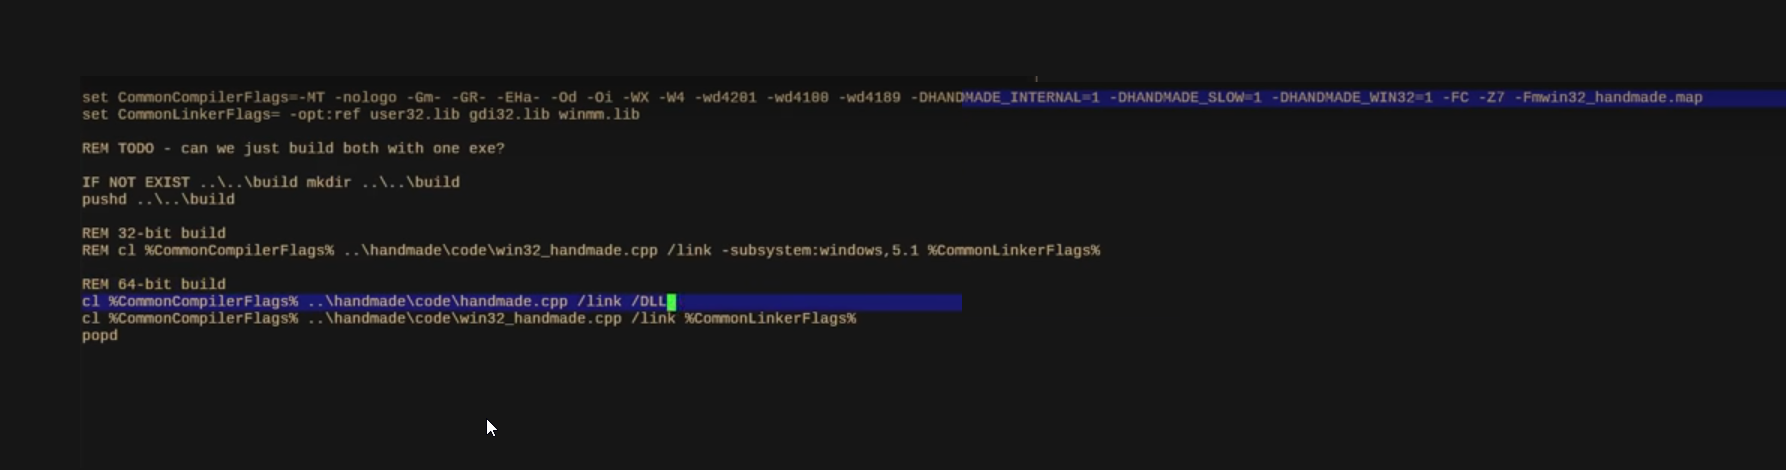 set CommonCompilerFlags=-MT -nologo -Gm- -GR- -EHa- -Od -Oi -WX -W4 -wd4201 -wd4100 -wd4189 -DHANDMADE_INTERNAL=1 -DHANDMADE_SLOW=1 -DHANDMADE_WIN32=1 -FC -Z7 -Fmwin32_handmade.map
set CommonLinkerFlags= -opt:ref user32.lib gdi32.lib winmm.lib
REM TODO - can we just build both with one exe?
IF NOT EXIST ..\..\build mkdir ..\..\build
pushd ..\..\build
REM 32-bit build
REM cl %CommonCompilerFlags% ..\handmade\code\win32_handmade.cpp /link -subsystem:windows,5.1 %CommonLinkerFlags%
REM 64-bit build
cl %CommonCompilerFlags% ..\handmade\code\handmade.cpp /link /DLL
cl %CommonCompilerFlags% ..\handmade\code\win32_handmade.cpp /link %CommonLinkerFlags%
popd